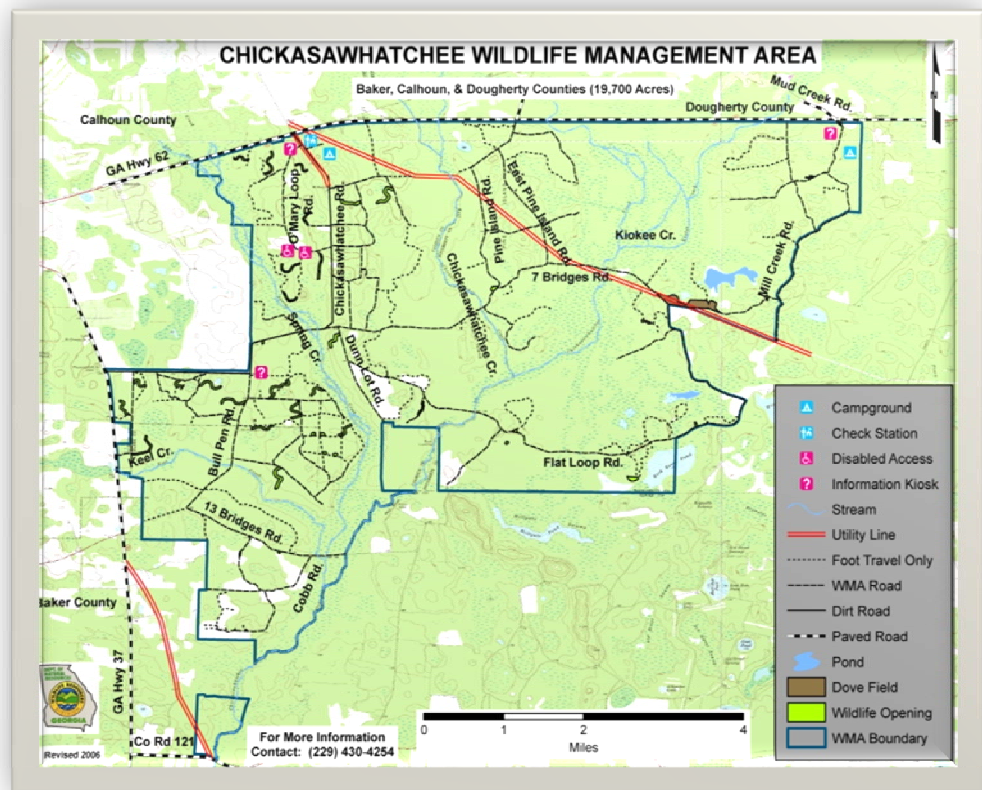 CHICKASAWHATCHEE WILDLIFE MANAGEMENT AREA
Baker, Calhoun, & Dougherty Counties (19,700 Acres)
Mud Creek Rd.
Dougherty County
Calhoun County
N
GA Hwy 62
O'Mary Loop Rd.
Chickasawhatchee Rd.
Pine Island Rd.
East Pine Island Rd.
Kiokee Cr.
7 Bridges Rd.
Mill Creek Rd.
Chickasawhatchee Cr.
Spring Cr.
Dunn Lot Rd.
Bull Pen Rd.
Keel Cr.
Flat Loop Rd.
13 Bridges Rd.
Cobb Rd.
Baker County
GA Hwy 37
Co Rd 121
Campground
Check Station
Disabled Access
Information Kiosk
Stream
Utility Line
Foot Travel Only
WMA Road
Dirt Road
Paved Road
Pond
Dove Field
Wildlife Opening
WMA Boundary
GEORGIA
Revised 2006
For More Information
Contact: (229) 430-4254
0 1 2 4
Miles